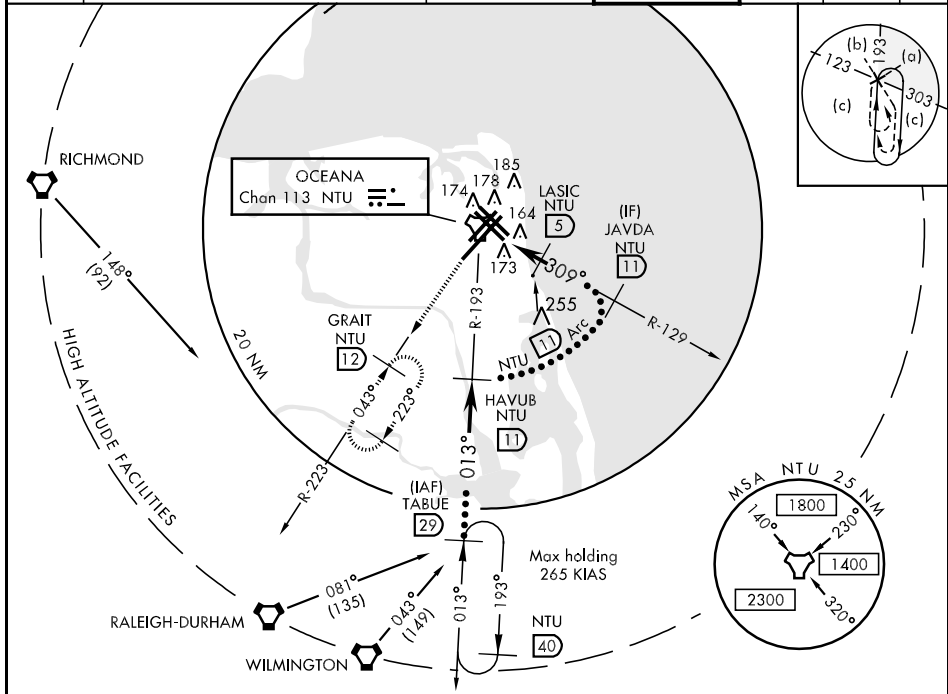 193
(b)
(a)
123
303
(c)
(c)
RICHMOND
148°
(92)
OCEANA
Chan 113 NTU
185
178
174
164
173
LASIC
NTU
5
(IF)
JAVDA
NTU
11
309°
R-193
255
NTU
11
Arc
R-129
20 NM
GRAIT
NTU
12
043°
223°
R-223
HAVUB
NTU
11
013°
HIGH ALTITUDE FACILITIES
(IAF)
TABUE
29
Max holding
265 KIAS
013°
193°
NTU
40
081°
(135)
RALEIGH-DURHAM
043°
(149)
WILMINGTON
MSA NTU 25 NM
1800
140°
230°
1400
2300
320°